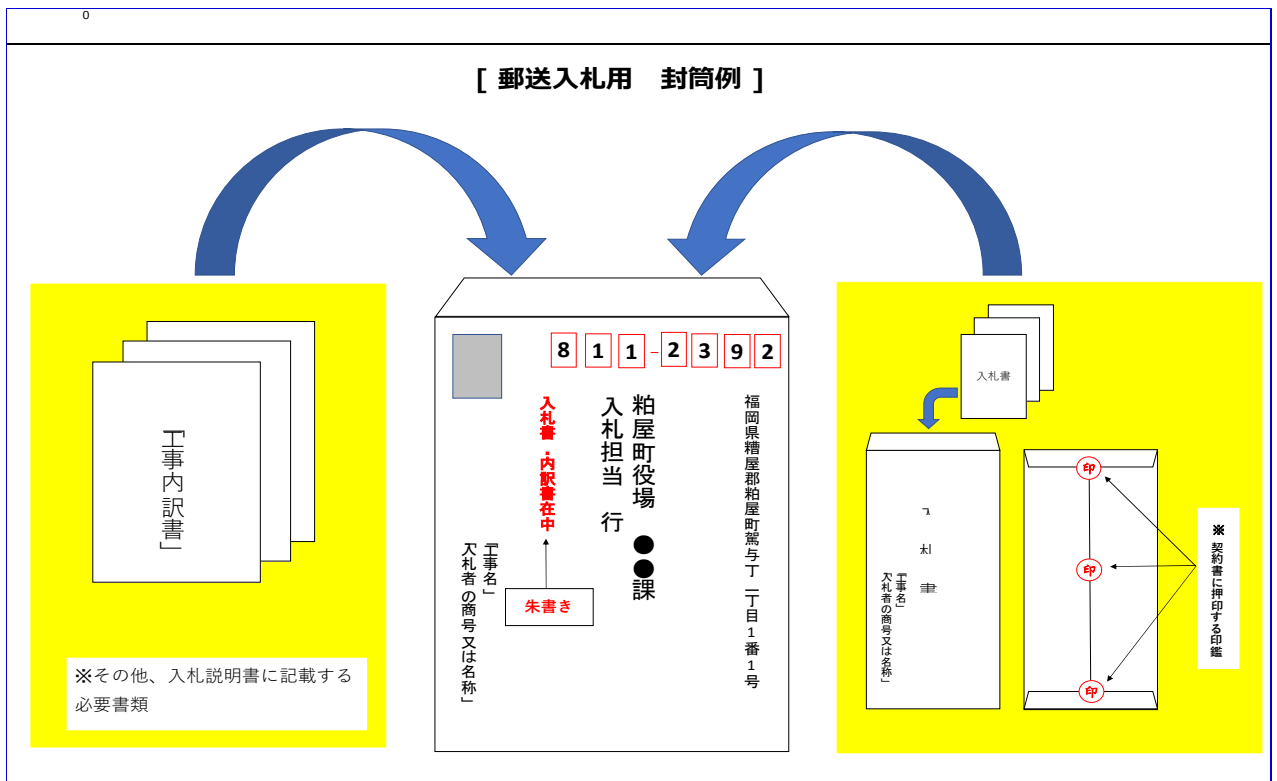 0
[ 郵送入札用　封筒例 ]
「工事内訳書」
※その他、入札説明書に記載する
必要書類
811-2392
福岡県糟屋郡粕屋町駕与丁二丁目1番1号
粕屋町役場　●●課
入札担当　行
入札書・内訳書在中
朱書き
「工事名」
「入札者の商号又は名称」
入札書
入札書
「工事名」
「入札者の商号又は名称」
印
印
印
※契約書に押印する印鑑